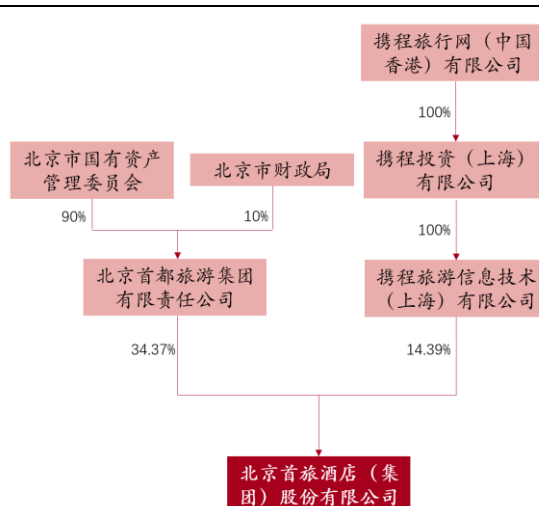 携程旅行网（中国
香港）有限公司
100%
北京市国有资产
管理委员会
北京市财政局
携程投资（上海）
有限公司
90%
10%
100%
北京首都旅游集团
有限责任公司
携程旅游信息技术
（上海）有限公司
34.37%
14.39%
北京首旅酒店（集
团）股份有限公司